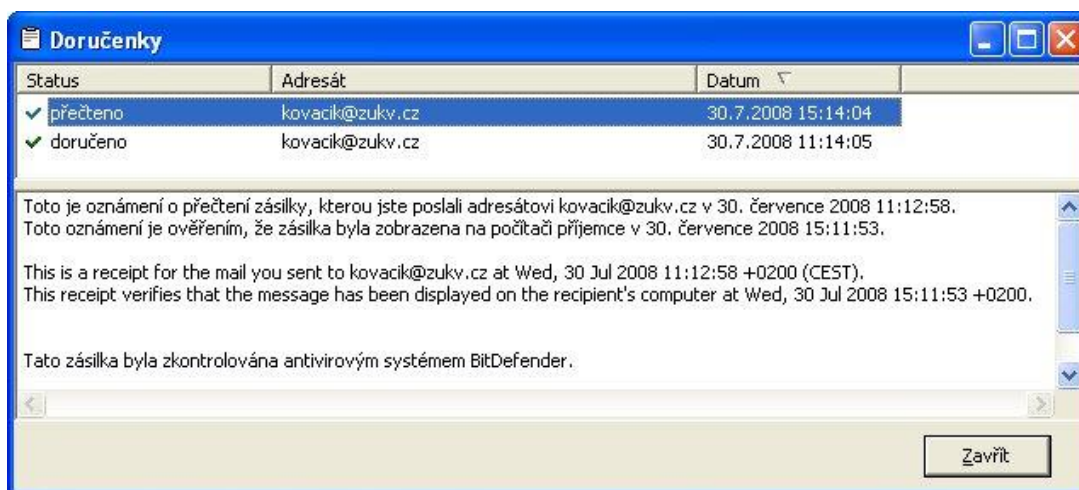 Doručenky
Status Adresát Datum
přečteno kovacik@zukv.cz 30.7.2008 15:14:04
doručeno kovacik@zukv.cz 30.7.2008 11:14:05
Toto je oznámení o přečtení zásilky, kterou jste poslali adresátovi kovacik@zukv.cz v 30. července 2008 11:12:58.
Toto oznámení je ověřením, že zásilka byla zobrazena na počítači příjemce v 30. července 2008 15:11:53.
This is a receipt for the mail you sent to kovacik@zukv.cz at Wed, 30 Jul 2008 11:12:58 +0200 (CEST).
This receipt verifies that the message has been displayed on the recipient's computer at Wed, 30 Jul 2008 15:11:53 +0200.
Tato zásilka byla zkontrolována antivirovým systémem BitDefender.
Zavřít